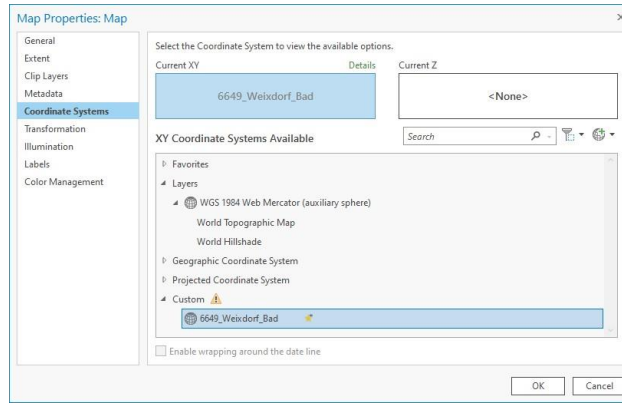 Map Properties: Map
General
Extent
Clip Layers
Metadata
Coordinate Systems
Transformation
Illumination
Labels
Color Management
Select the Coordinate System to view the available options.
Current XY Details Current Z
6649_Weixdorf_Bad <None>
XY Coordinate Systems Available Search
Favorites
Layers
WGS 1984 Web Mercator (auxiliary sphere)
World Topographic Map
World Hillshade
Geographic Coordinate System
Projected Coordinate System
Custom
6649_Weixdorf_Bad
Enable wrapping around the date line
OK Cancel